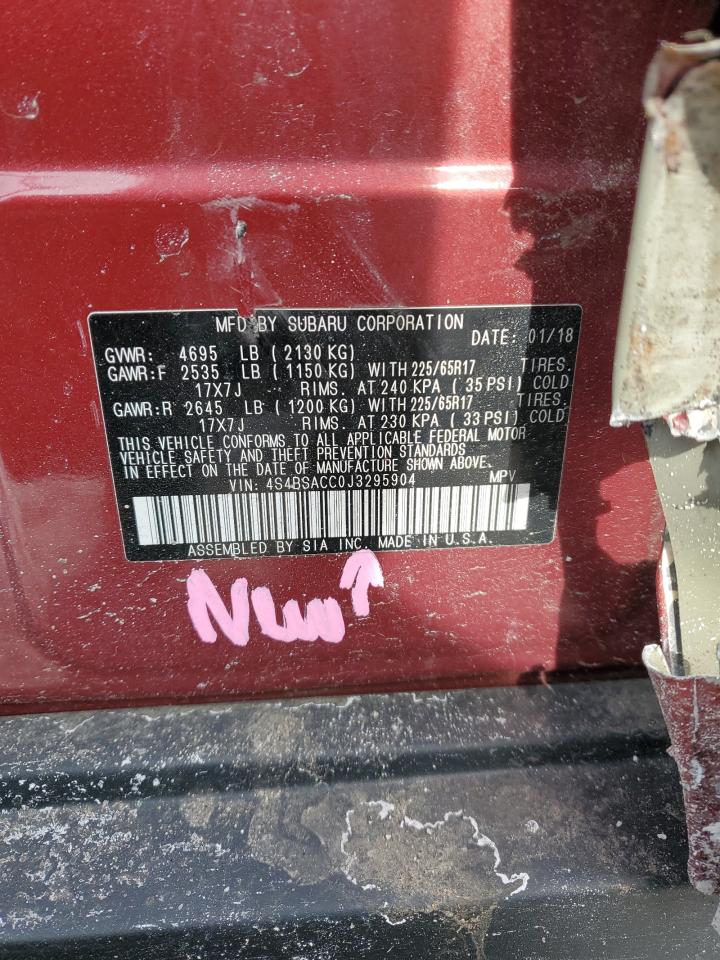 MFD BY SUBARU CORPORATION DATE: 01/18
GVWR: 4695 LB ( 2130 KG)
GAWR:F 2535 LB ( 1150 KG) WITH 225/65R17 TIRES.
17X7J RIMS. AT 240 KPA ( 35 PSI) COLD
GAWR:R 2645 LB ( 1200 KG) WITH 225/65R17 TIRES.
17X7J RIMS. AT 230 KPA ( 33 PSI) COLD
THIS VEHICLE CONFORMS TO ALL APPLICABLE FEDERAL MOTOR
VEHICLE SAFETY AND THEFT PREVENTION STANDARDS
IN EFFECT ON THE DATE OF MANUFACTURE SHOWN ABOVE.
VIN: 4S4BSACC0J3295904 MPV
ASSEMBLED BY SIA INC. MADE IN U.S.A.